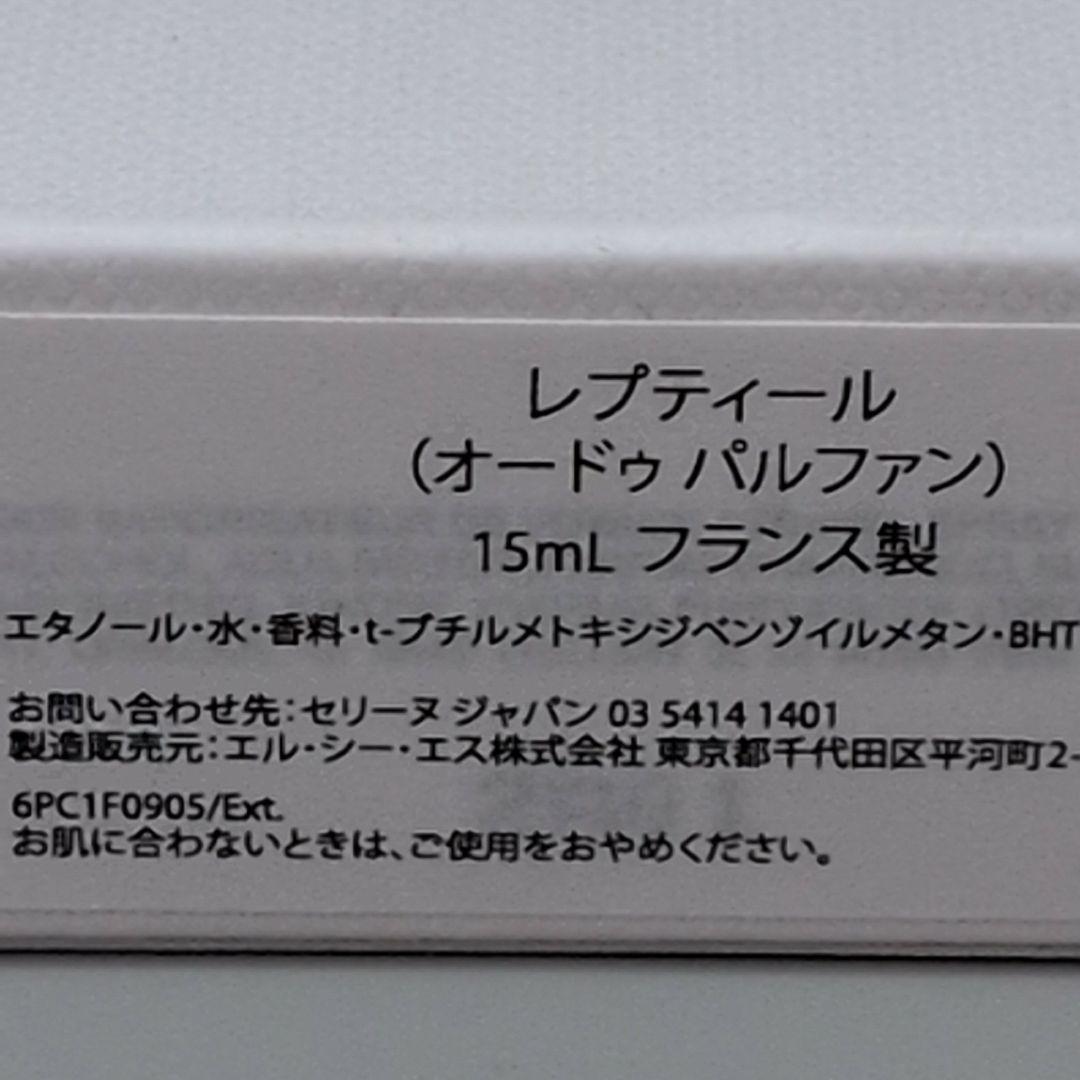 レプティール
（オードゥ パルファン）
15mL フランス製
エタノール・水・香料・t-ブチルメトキシジベンゾイルメタン・BHT
お問い合わせ先：セリーヌ ジャパン 03 5414 1401
製造販売元：エル・シー・エス株式会社 東京都千代田区平河町2-
6PC1F0905/Ext.
お肌に合わないときは、ご使用をおやめください。